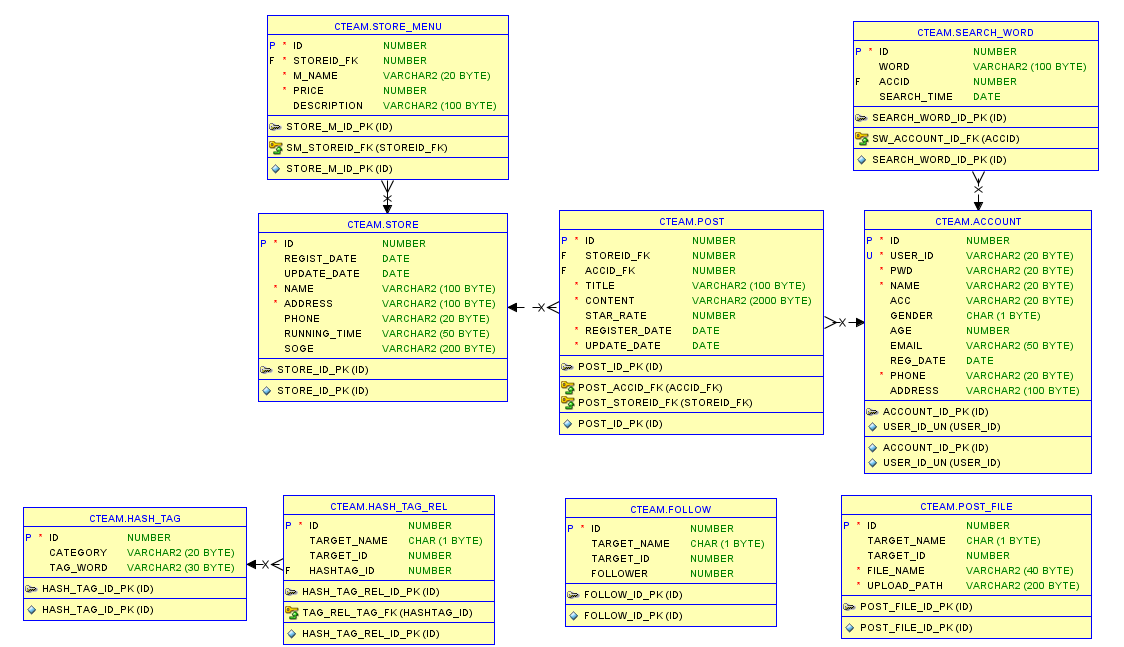 CTEAM.STORE_MENU
P * ID NUMBER
F * STOREID_FK NUMBER
* M_NAME VARCHAR2 (20 BYTE)
* PRICE NUMBER
DESCRIPTION VARCHAR2 (100 BYTE)
STORE_M_ID_PK (ID)
SM_STOREID_FK (STOREID_FK)
STORE_M_ID_PK (ID)
CTEAM.SEARCH_WORD
P * ID NUMBER
WORD VARCHAR2 (100 BYTE)
F ACCID NUMBER
SEARCH_TIME DATE
SEARCH_WORD_ID_PK (ID)
SW_ACCOUNT_ID_FK (ACCID)
SEARCH_WORD_ID_PK (ID)
CTEAM.STORE
P * ID NUMBER
REGIST_DATE DATE
UPDATE_DATE DATE
* NAME VARCHAR2 (100 BYTE)
* ADDRESS VARCHAR2 (100 BYTE)
PHONE VARCHAR2 (20 BYTE)
RUNNING_TIME VARCHAR2 (50 BYTE)
SOGE VARCHAR2 (200 BYTE)
STORE_ID_PK (ID)
STORE_ID_PK (ID)
CTEAM.POST
P * ID NUMBER
F STOREID_FK NUMBER
F ACCID_FK NUMBER
* TITLE VARCHAR2 (100 BYTE)
* CONTENT VARCHAR2 (2000 BYTE)
STAR_RATE NUMBER
* REGISTER_DATE DATE
* UPDATE_DATE DATE
POST_ID_PK (ID)
POST_ACCID_FK (ACCID_FK)
POST_STOREID_FK (STOREID_FK)
POST_ID_PK (ID)
CTEAM.ACCOUNT
P * ID NUMBER
U * USER_ID VARCHAR2 (20 BYTE)
* PWD VARCHAR2 (20 BYTE)
* NAME VARCHAR2 (20 BYTE)
ACC VARCHAR2 (20 BYTE)
GENDER CHAR (1 BYTE)
AGE NUMBER
EMAIL VARCHAR2 (50 BYTE)
REG_DATE DATE
* PHONE VARCHAR2 (20 BYTE)
ADDRESS VARCHAR2 (100 BYTE)
ACCOUNT_ID_PK (ID)
USER_ID_UN (USER_ID)
ACCOUNT_ID_PK (ID)
USER_ID_UN (USER_ID)
CTEAM.HASH_TAG
P * ID NUMBER
CATEGORY VARCHAR2 (20 BYTE)
TAG_WORD VARCHAR2 (30 BYTE)
HASH_TAG_ID_PK (ID)
HASH_TAG_ID_PK (ID)
CTEAM.HASH_TAG_REL
P * ID NUMBER
TARGET_NAME CHAR (1 BYTE)
TARGET_ID NUMBER
F HASHTAG_ID NUMBER
HASH_TAG_REL_ID_PK (ID)
TAG_REL_TAG_FK (HASHTAG_ID)
HASH_TAG_REL_ID_PK (ID)
CTEAM.FOLLOW
P * ID NUMBER
TARGET_NAME CHAR (1 BYTE)
TARGET_ID NUMBER
FOLLOWER NUMBER
FOLLOW_ID_PK (ID)
FOLLOW_ID_PK (ID)
CTEAM.POST_FILE
P * ID NUMBER
TARGET_NAME CHAR (1 BYTE)
TARGET_ID NUMBER
* FILE_NAME VARCHAR2 (40 BYTE)
* UPLOAD_PATH VARCHAR2 (200 BYTE)
POST_FILE_ID_PK (ID)
POST_FILE_ID_PK (ID)